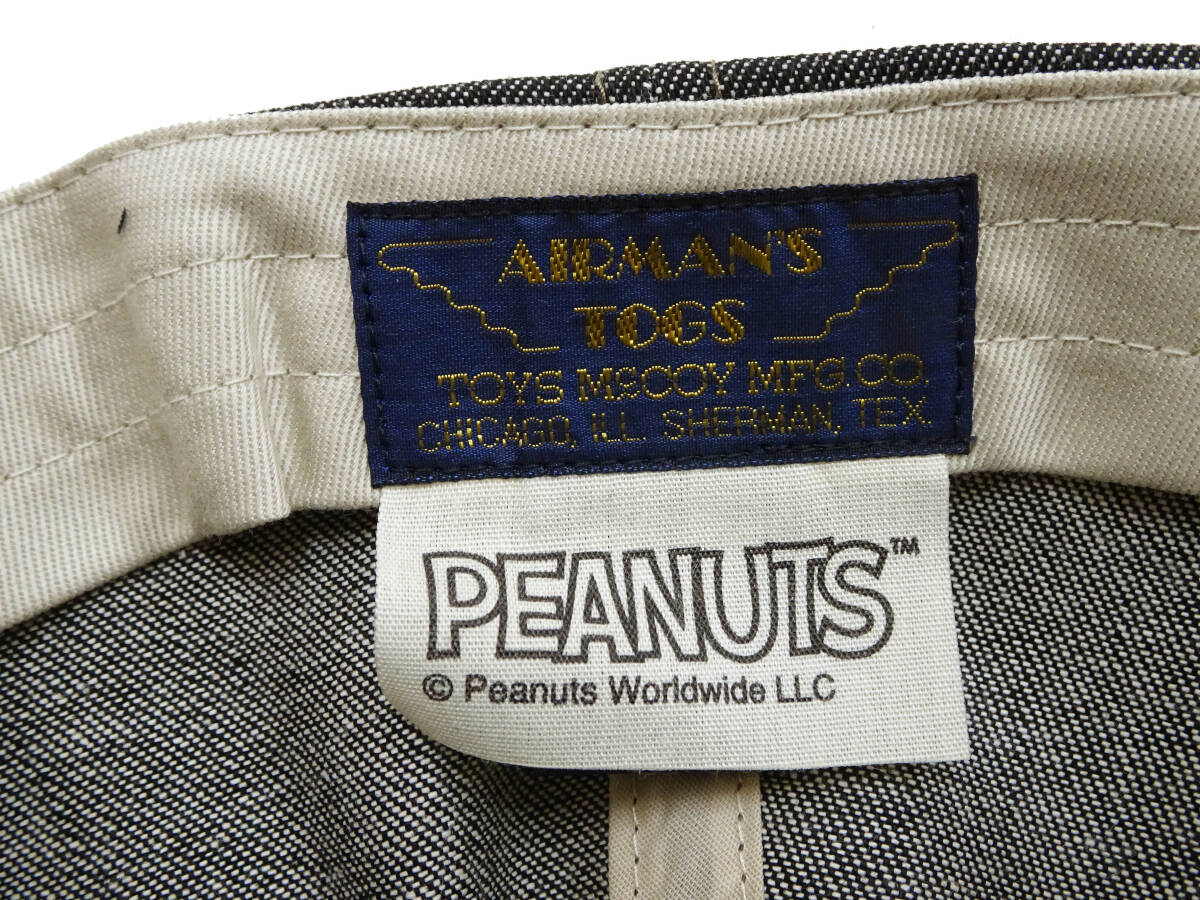 AIRMAN'S
TOGS
TOYS McCOY MFG.CO.
CHICAGO, ILL. SHERMAN, TEX.
PEANUTS™
© Peanuts Worldwide LLC